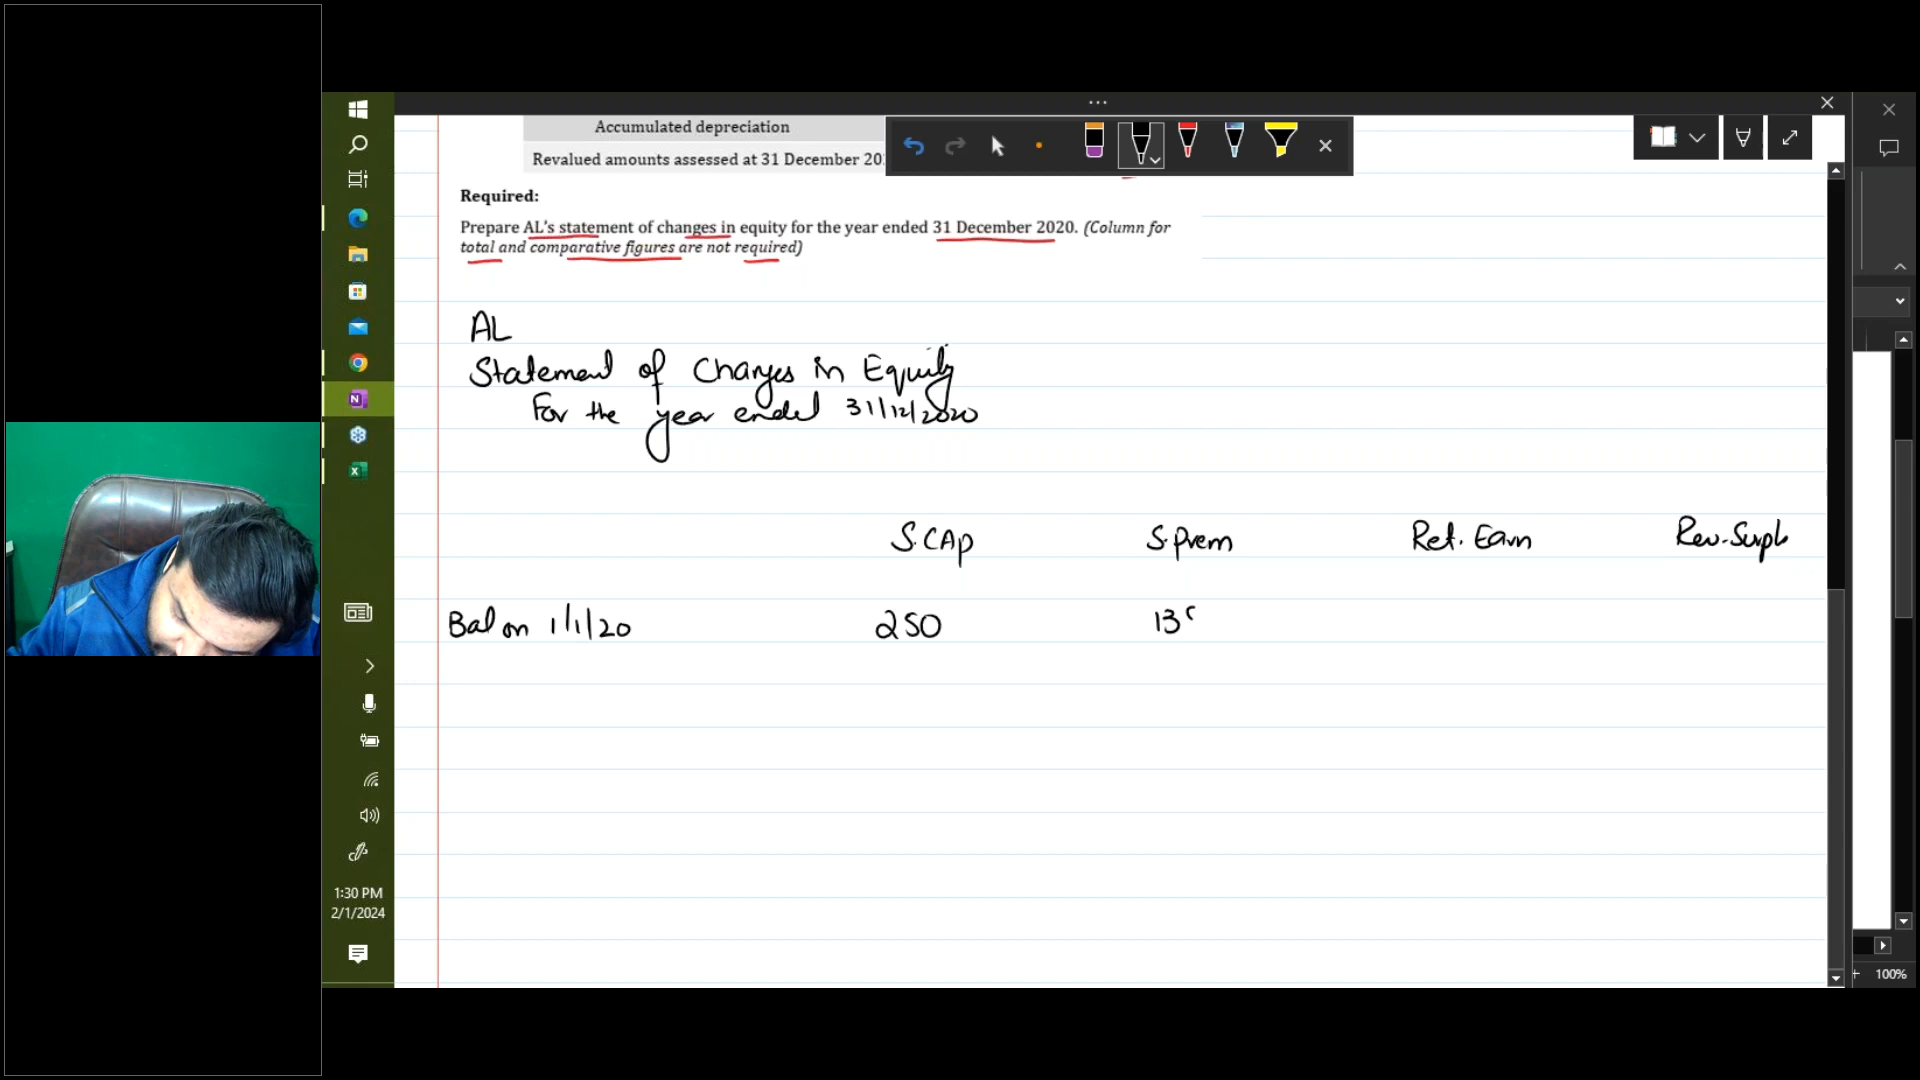 Accumulated depreciation
Revalued amounts assessed at 31 December 20
Required:
Prepare AL's statement of changes in equity for the year ended 31 December 2020. (Column for
total and comparative figures are not required)
AL
Statement of Changes in Equity
For the year ended 31/12/2020
S.CAp S.Prem Ret. Earn Rev. Surpls
Bal on 1/1/20 250 13
1:30 PM
2/1/2024
100%